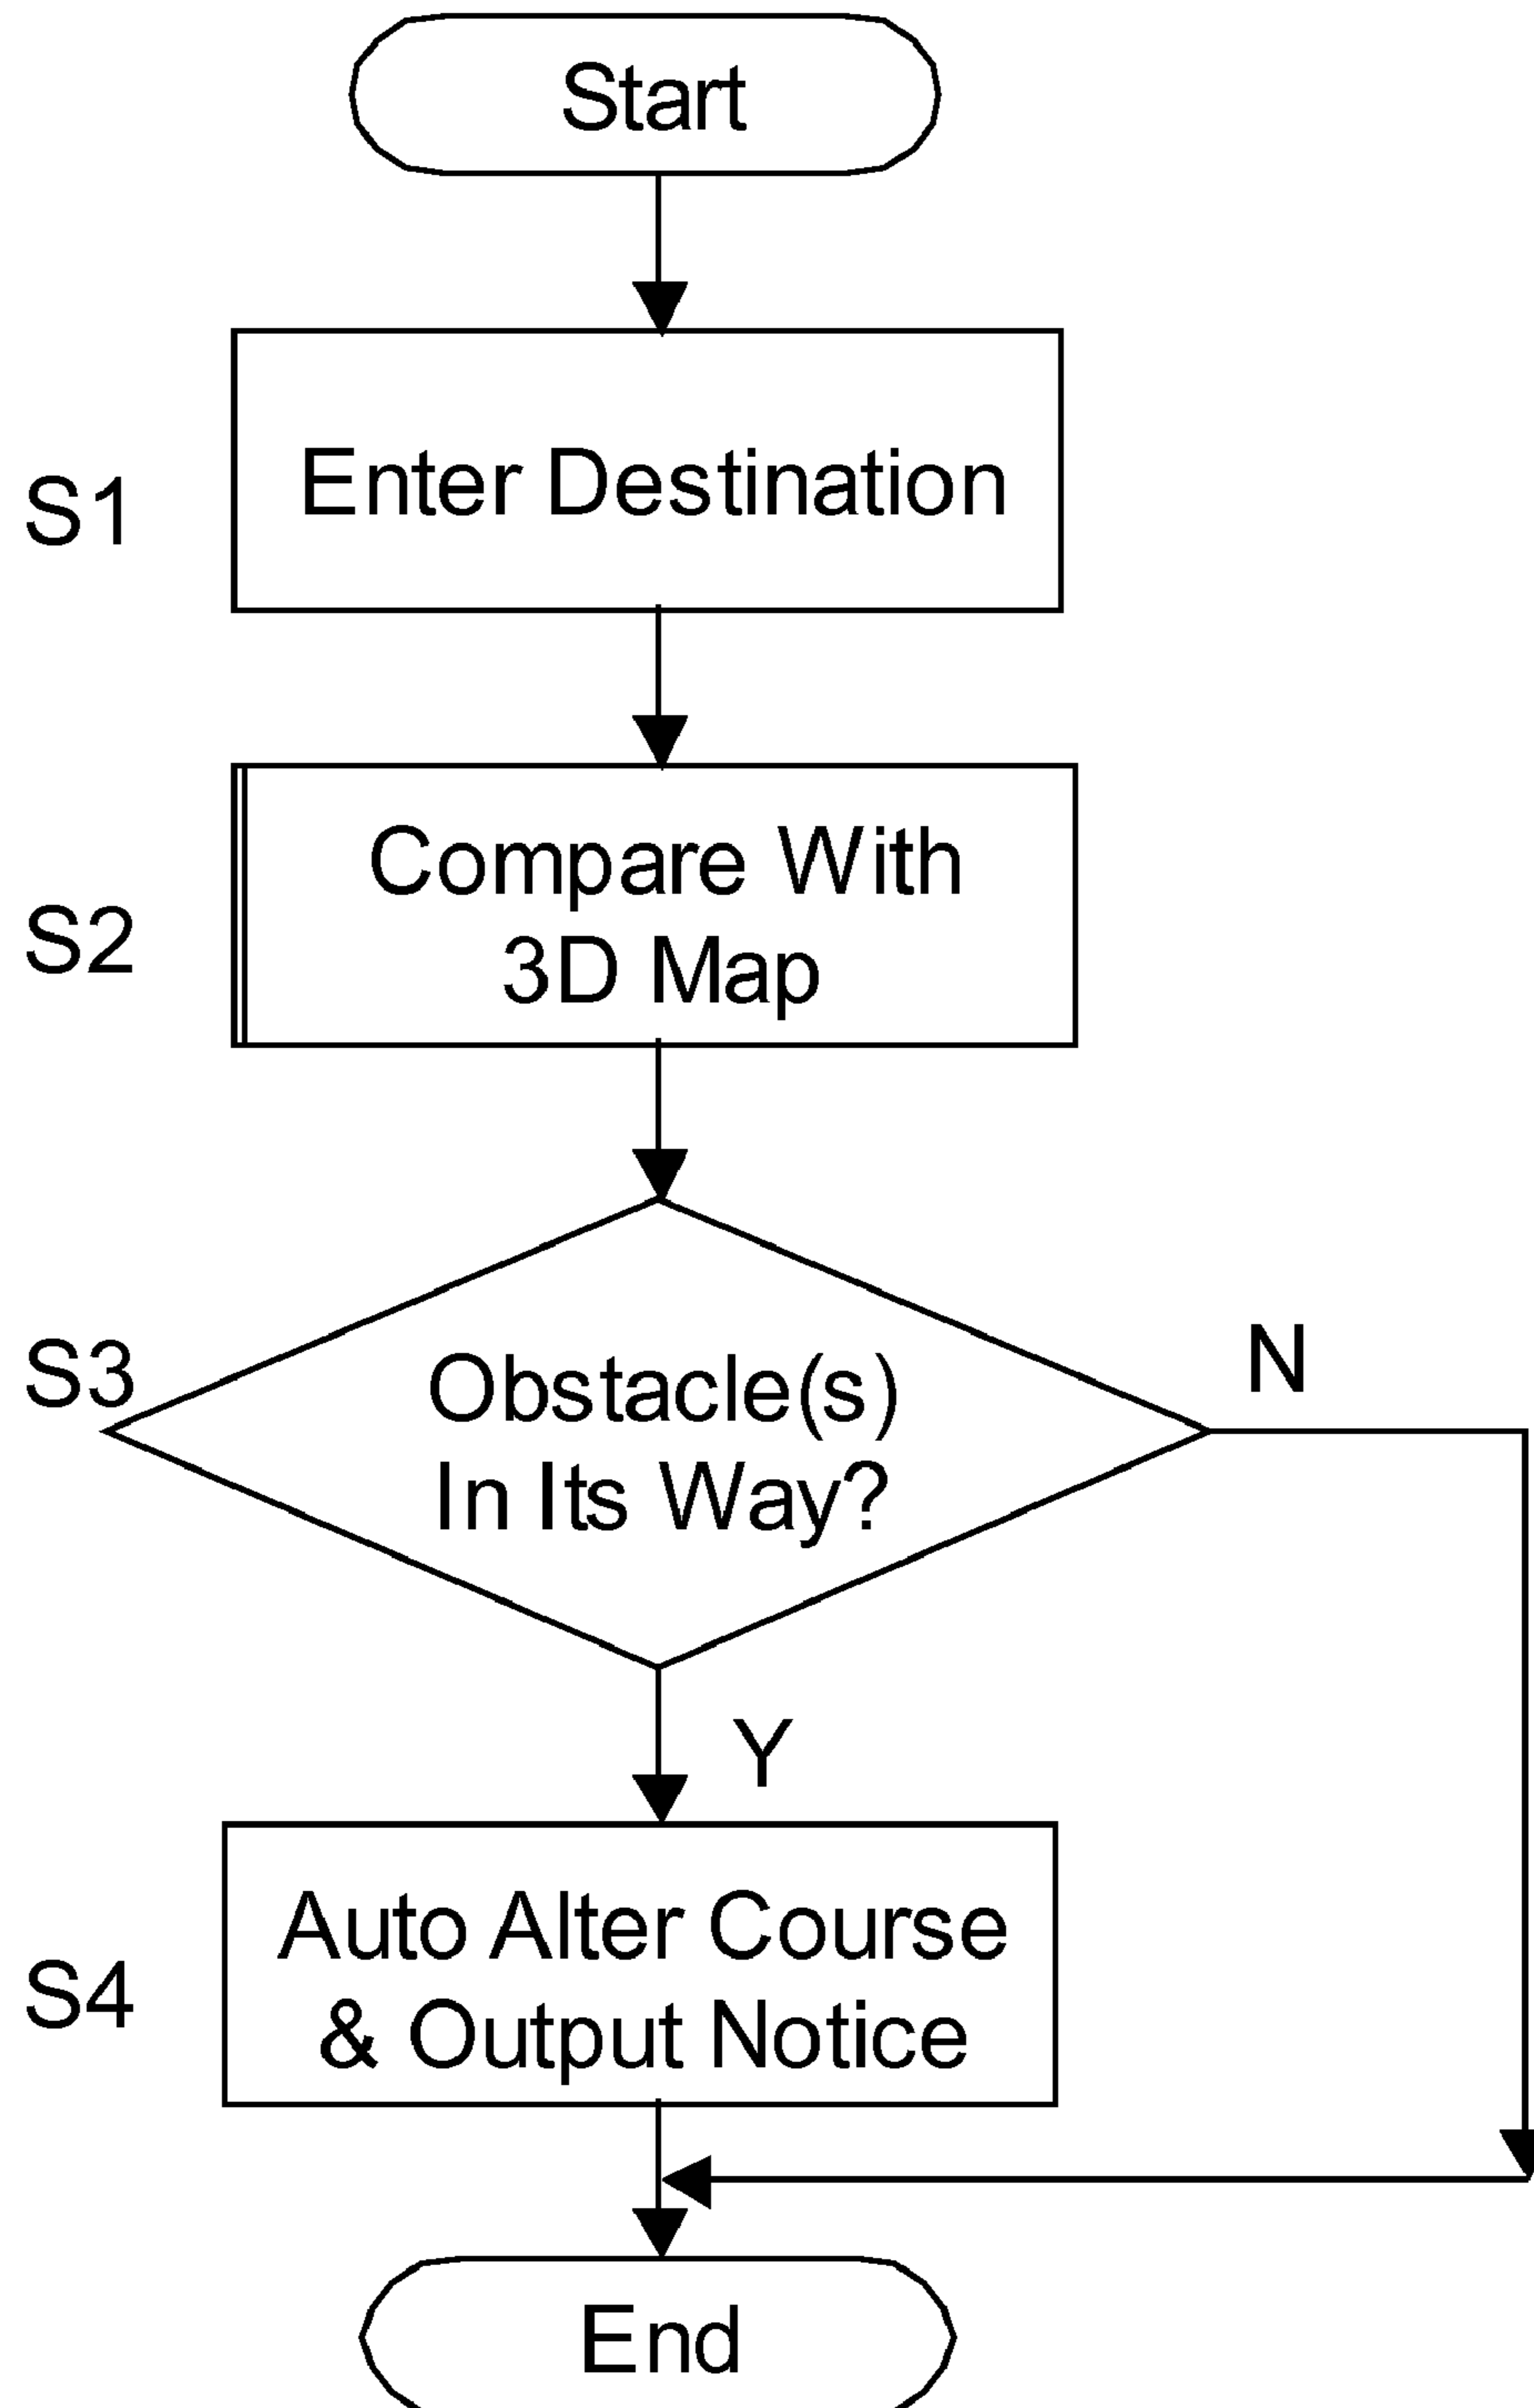 Start
S1
Enter Destination
S2
Compare With
3D Map
S3
Obstacle(s)
In Its Way?
N
Y
S4
Auto Alter Course
& Output Notice
End